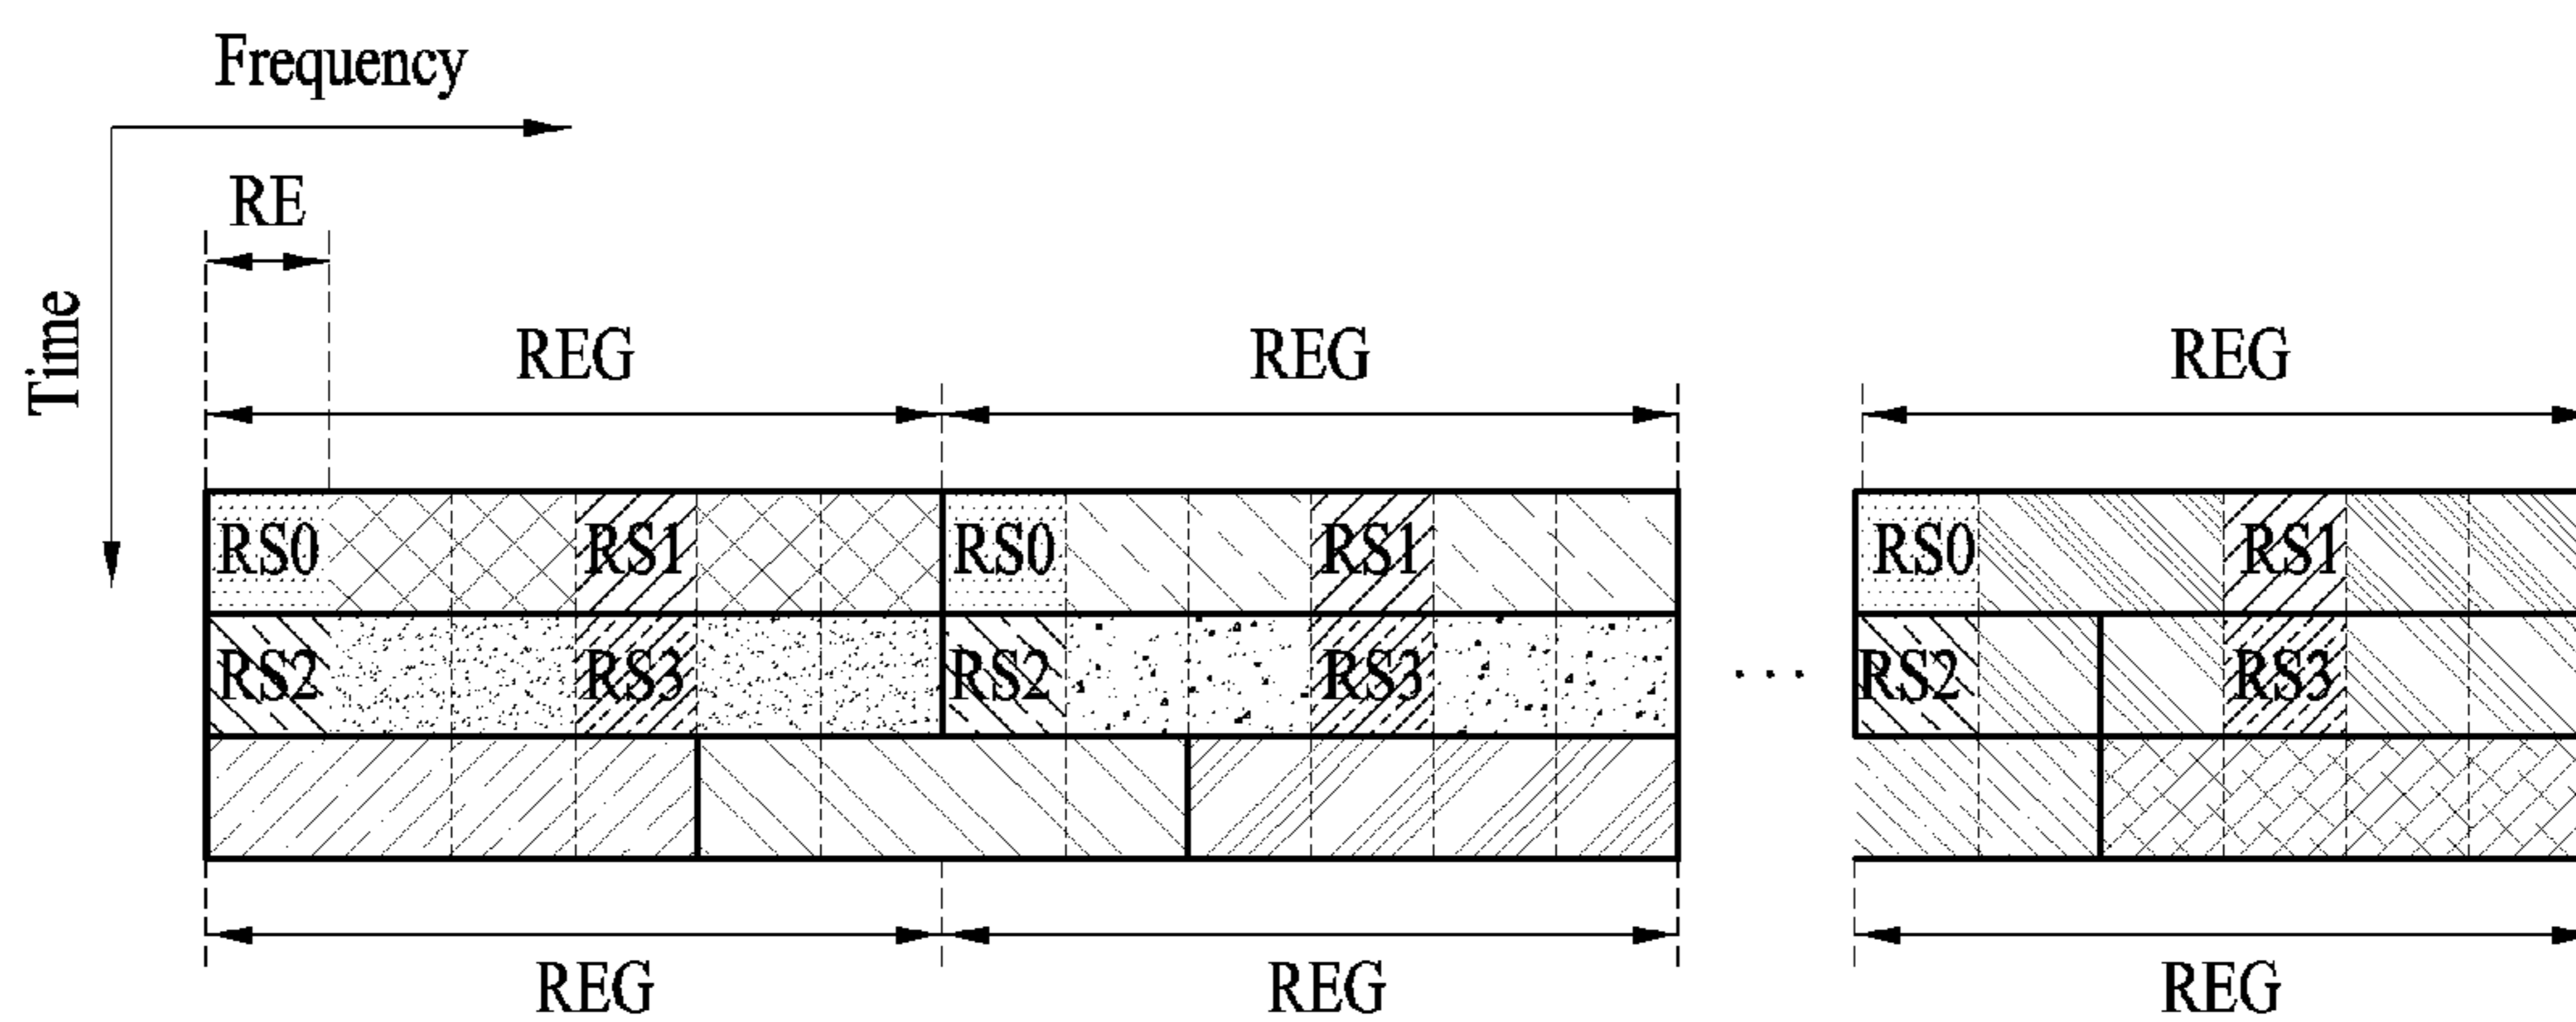 Frequency
RE
Time
REG REG REG
RS0 RS1 RS0 RS1 RS0 RS1
RS2 RS3 RS2 RS3 ... RS2 RS3
REG REG REG